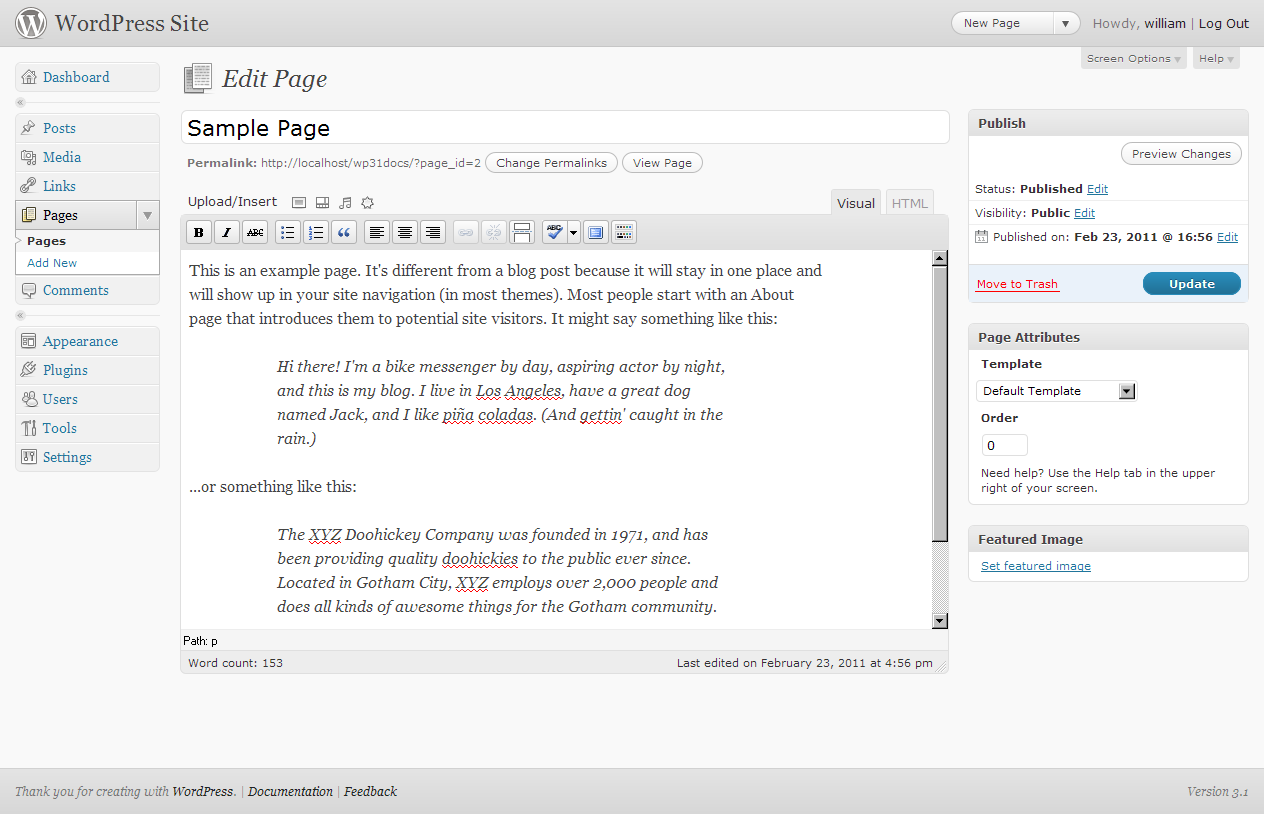 WordPress Site
New Page
Howdy, william | Log Out
Screen Options
Help
Dashboard
Posts
Media
Links
Pages
Pages
Add New
Comments
Appearance
Plugins
Users
Tools
Settings
Edit Page
Sample Page
Permalink: http://localhost/wp31docs/?page_id=2 Change Permalinks View Page
Upload/Insert
Visual
HTML
B I ABC
ABC
This is an example page. It's different from a blog post because it will stay in one place and
will show up in your site navigation (in most themes). Most people start with an About
page that introduces them to potential site visitors. It might say something like this:
Hi there! I'm a bike messenger by day, aspiring actor by night,
and this is my blog. I live in Los Angeles, have a great dog
named Jack, and I like piña coladas. (And gettin' caught in the
rain.)
...or something like this:
The XYZ Doohickey Company was founded in 1971, and has
been providing quality doohickies to the public ever since.
Located in Gotham City, XYZ employs over 2,000 people and
does all kinds of awesome things for the Gotham community.
Path: p
Word count: 153
Last edited on February 23, 2011 at 4:56 pm
Publish
Preview Changes
Status: Published Edit
Visibility: Public Edit
Published on: Feb 23, 2011 @ 16:56 Edit
Move to Trash
Update
Page Attributes
Template
Default Template
Order
0
Need help? Use the Help tab in the upper
right of your screen.
Featured Image
Set featured image
Thank you for creating with WordPress. | Documentation | Feedback
Version 3.1